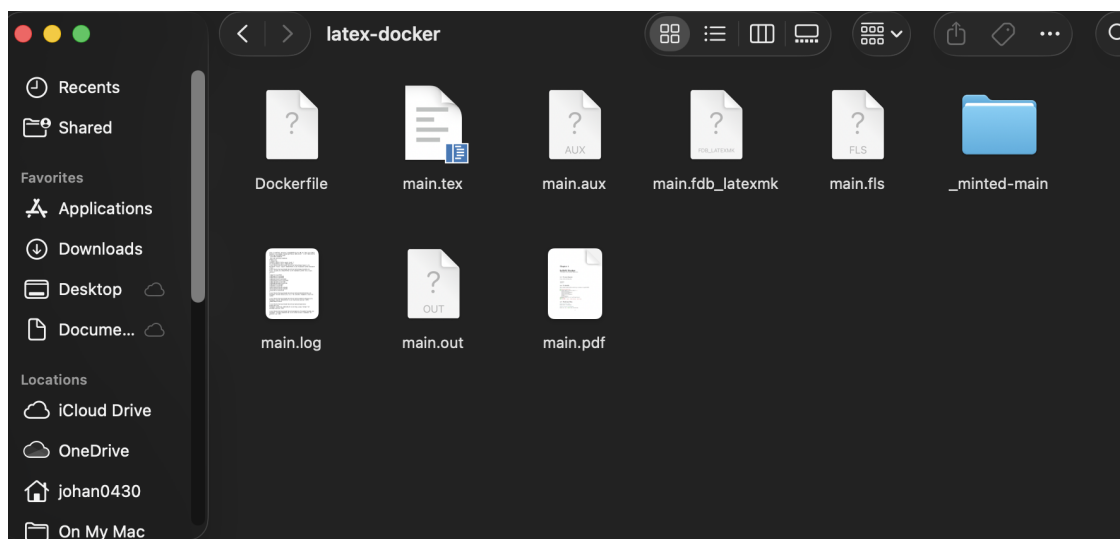 latex-docker
Recents
Shared
Favorites
Applications
Downloads
Desktop
Docume...
Locations
iCloud Drive
OneDrive
johan0430
On My Mac
AUX
FDB_LATEXMK
FLS
Dockerfile
main.tex
main.aux
main.fdb_latexmk
main.fls
_minted-main
OUT
main.log
main.out
main.pdf